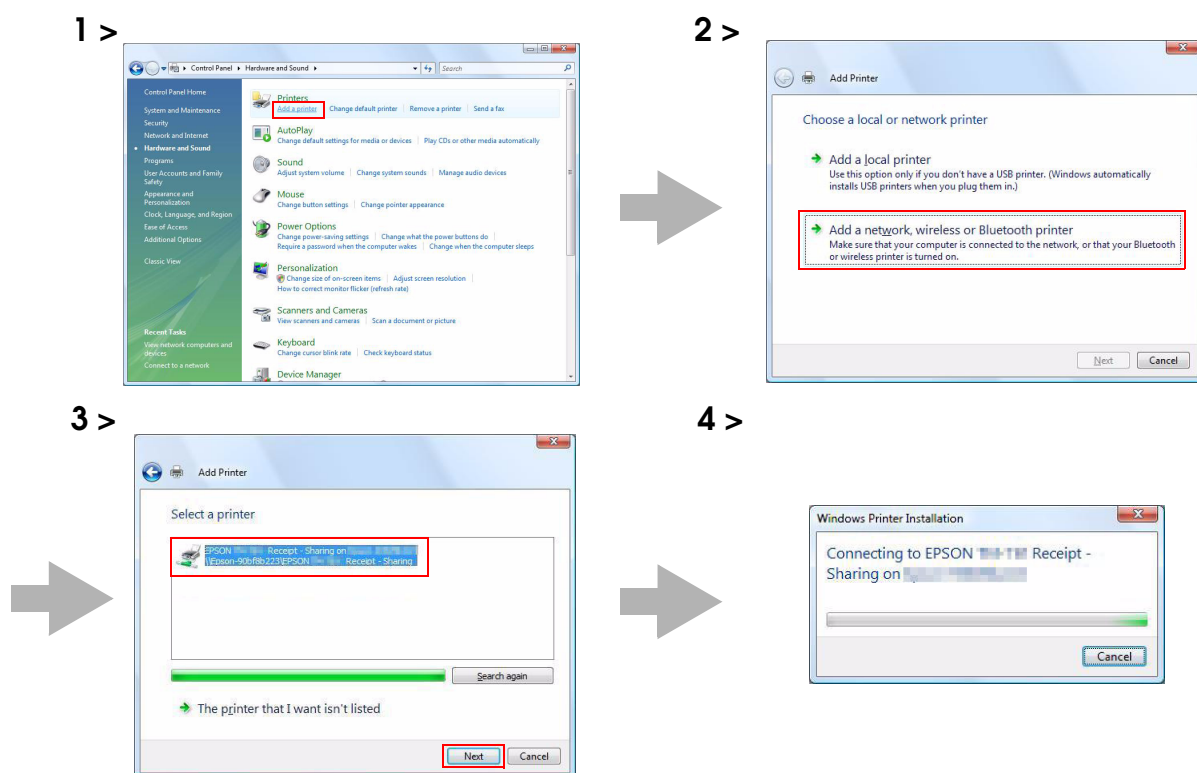 1 >
Control Panel ▸ Hardware and Sound ▸
Search
Control Panel Home
System and Maintenance
Security
Network and Internet
Hardware and Sound
Programs
User Accounts and Family
Safety
Appearance and
Personalization
Clock, Language, and Region
Ease of Access
Additional Options
Classic View
Recent Tasks
View network computers and
devices
Connect to a network
Printers
Add a printer Change default printer Remove a printer Send a fax
AutoPlay
Change default settings for media or devices Play CDs or other media automatically
Sound
Adjust system volume Change system sounds Manage audio devices
Mouse
Change button settings Change pointer appearance
Power Options
Change power-saving settings Change what the power buttons do
Require a password when the computer wakes Change when the computer sleeps
Personalization
Change size of on-screen items Adjust screen resolution
How to correct monitor flicker (refresh rate)
Scanners and Cameras
View scanners and cameras Scan a document or picture
Keyboard
Change cursor blink rate Check keyboard status
Device Manager
2 >
Add Printer
Choose a local or network printer
Add a local printer
Use this option only if you don't have a USB printer. (Windows automatically
installs USB printers when you plug them in.)
Add a network, wireless or Bluetooth printer
Make sure that your computer is connected to the network, or that your Bluetooth
or wireless printer is turned on.
Next Cancel
3 >
Add Printer
Select a printer
EPSON Receipt - Sharing on
\\Epson-90bf8b223\EPSON Receipt - Sharing
Search again
The printer that I want isn't listed
Next Cancel
4 >
Windows Printer Installation
Connecting to EPSON Receipt -
Sharing on
Cancel